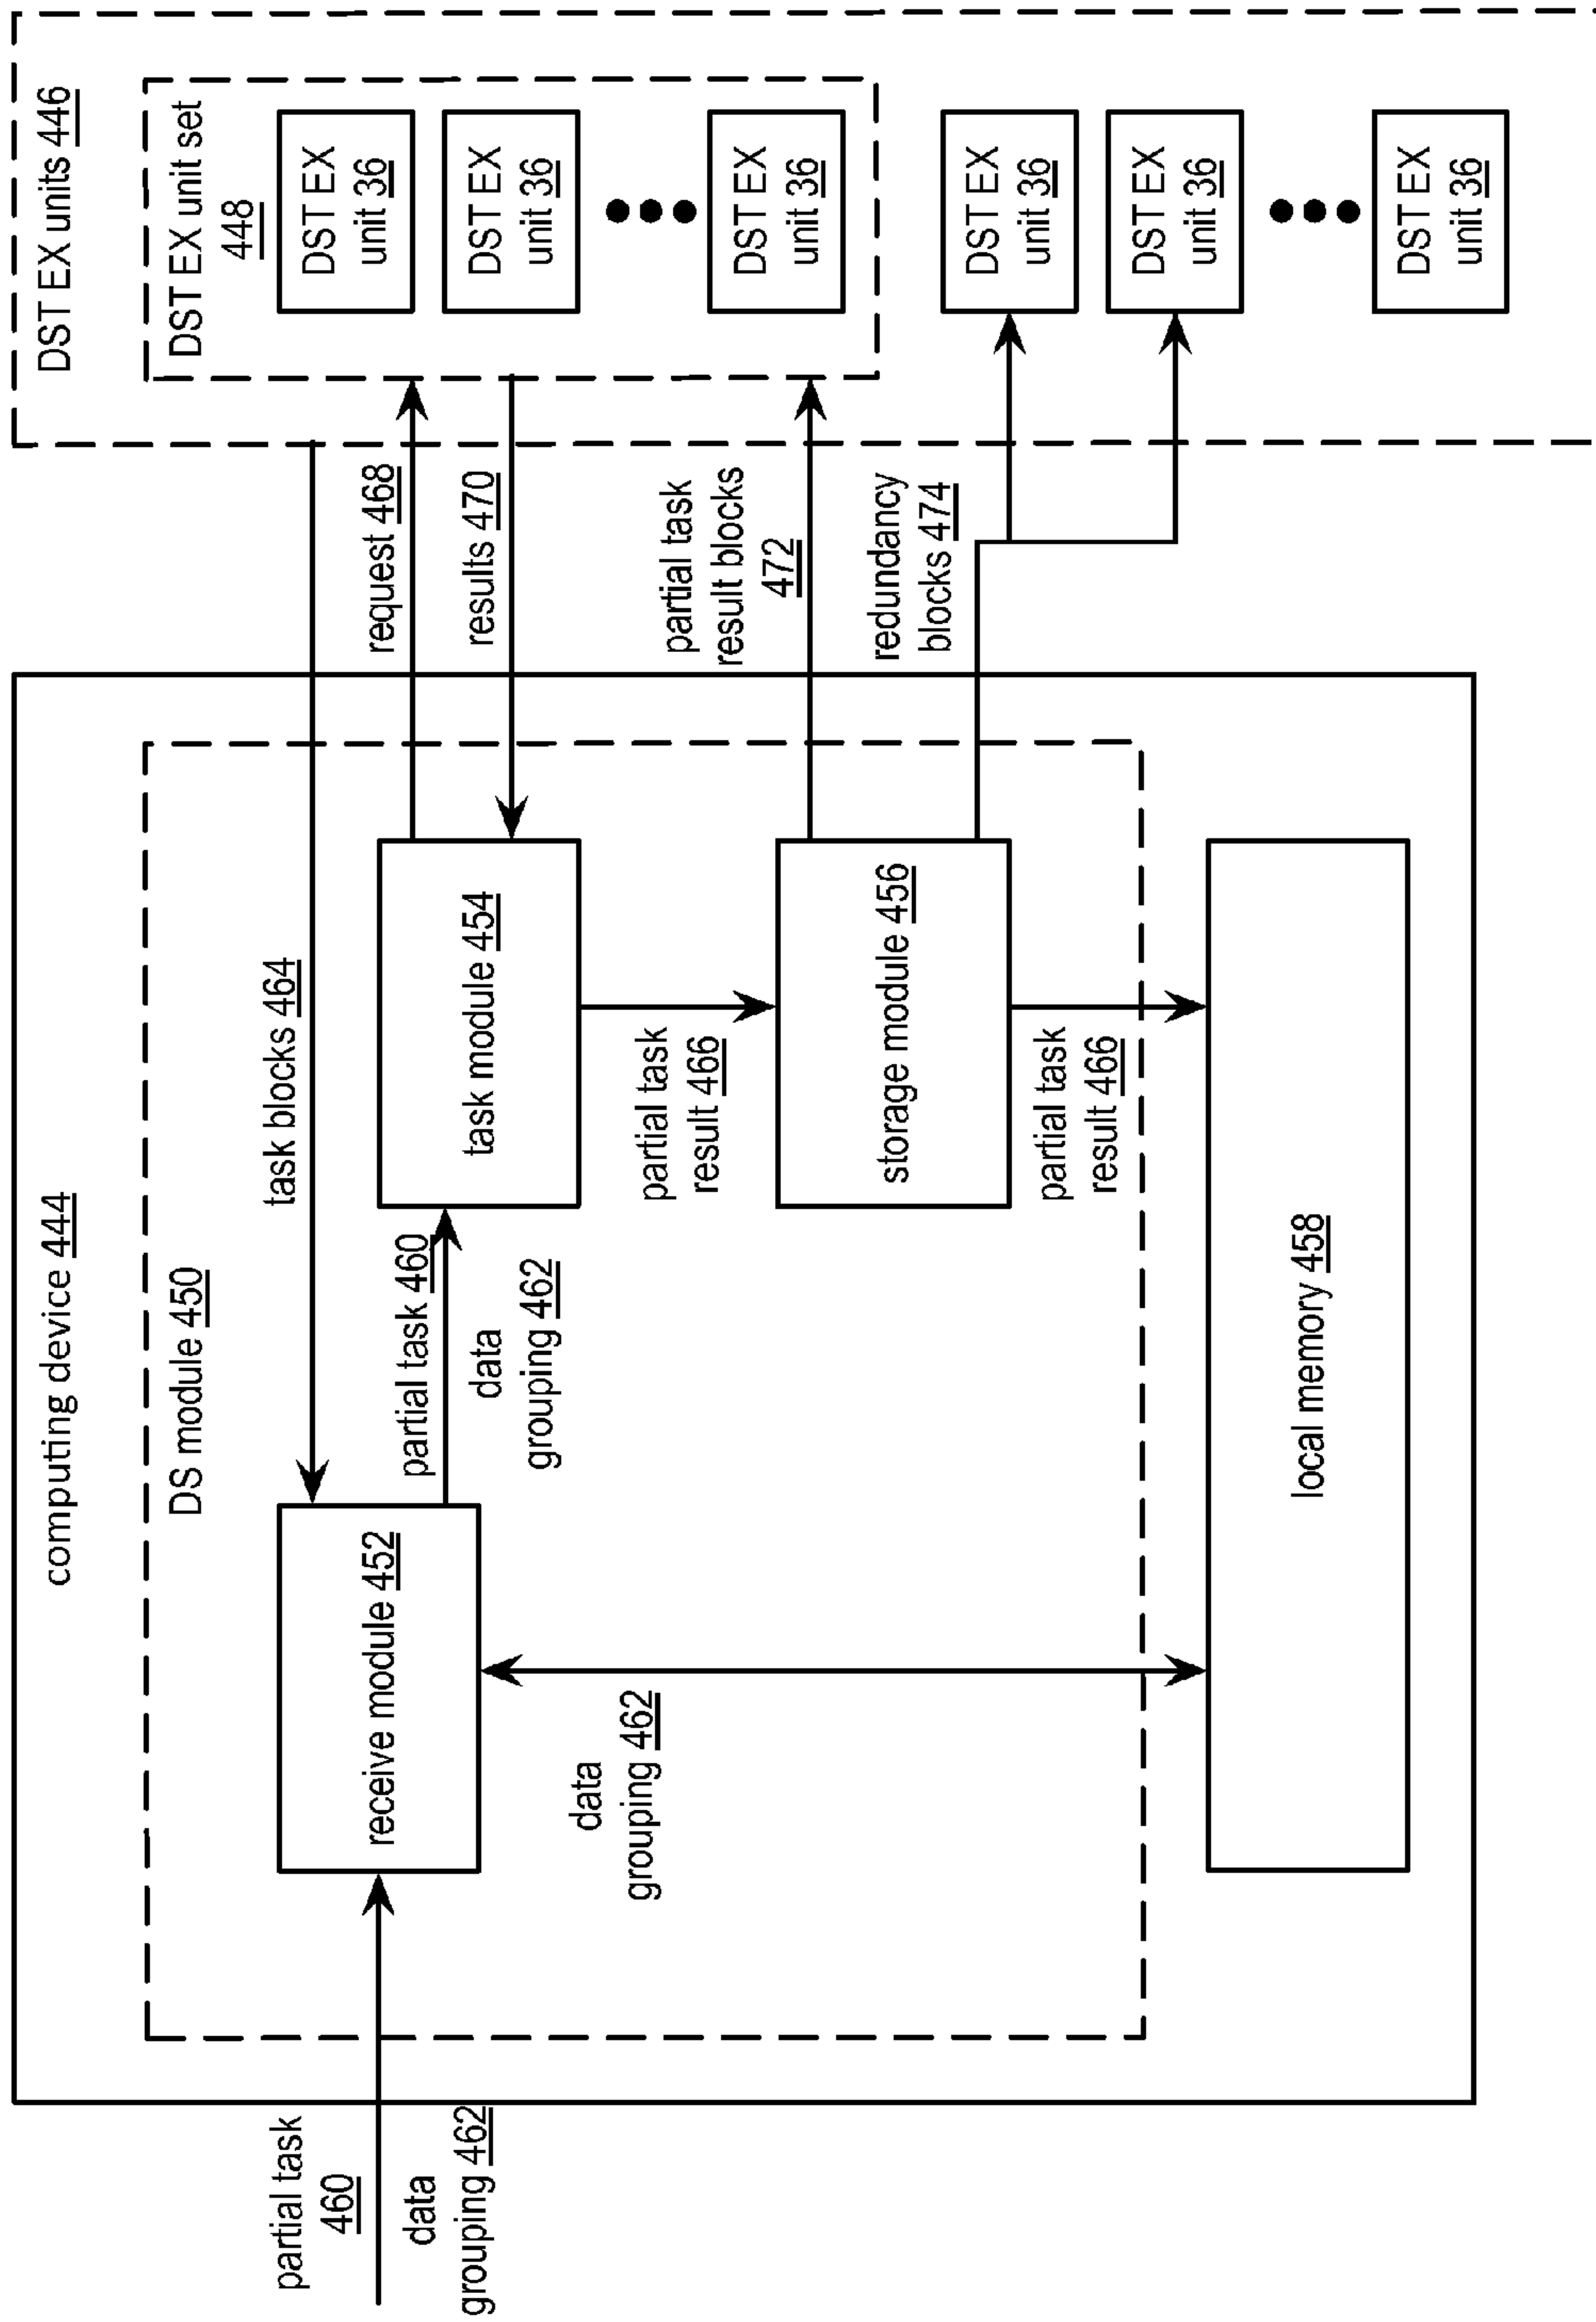 computing device 444
DST EX units 446
DS module 450
DST EX unit set
448
partial task
460
data
grouping 462
receive module 452
task blocks 464
partial task 460
data
grouping 462
task module 454
request 468
results 470
DST EX
unit 36
DST EX
unit 36
DST EX
unit 36
data
grouping 462
partial task
result 466
storage module 456
partial task
result blocks
472
redundancy
blocks 474
partial task
result 466
DST EX
unit 36
DST EX
unit 36
DST EX
unit 36
local memory 458